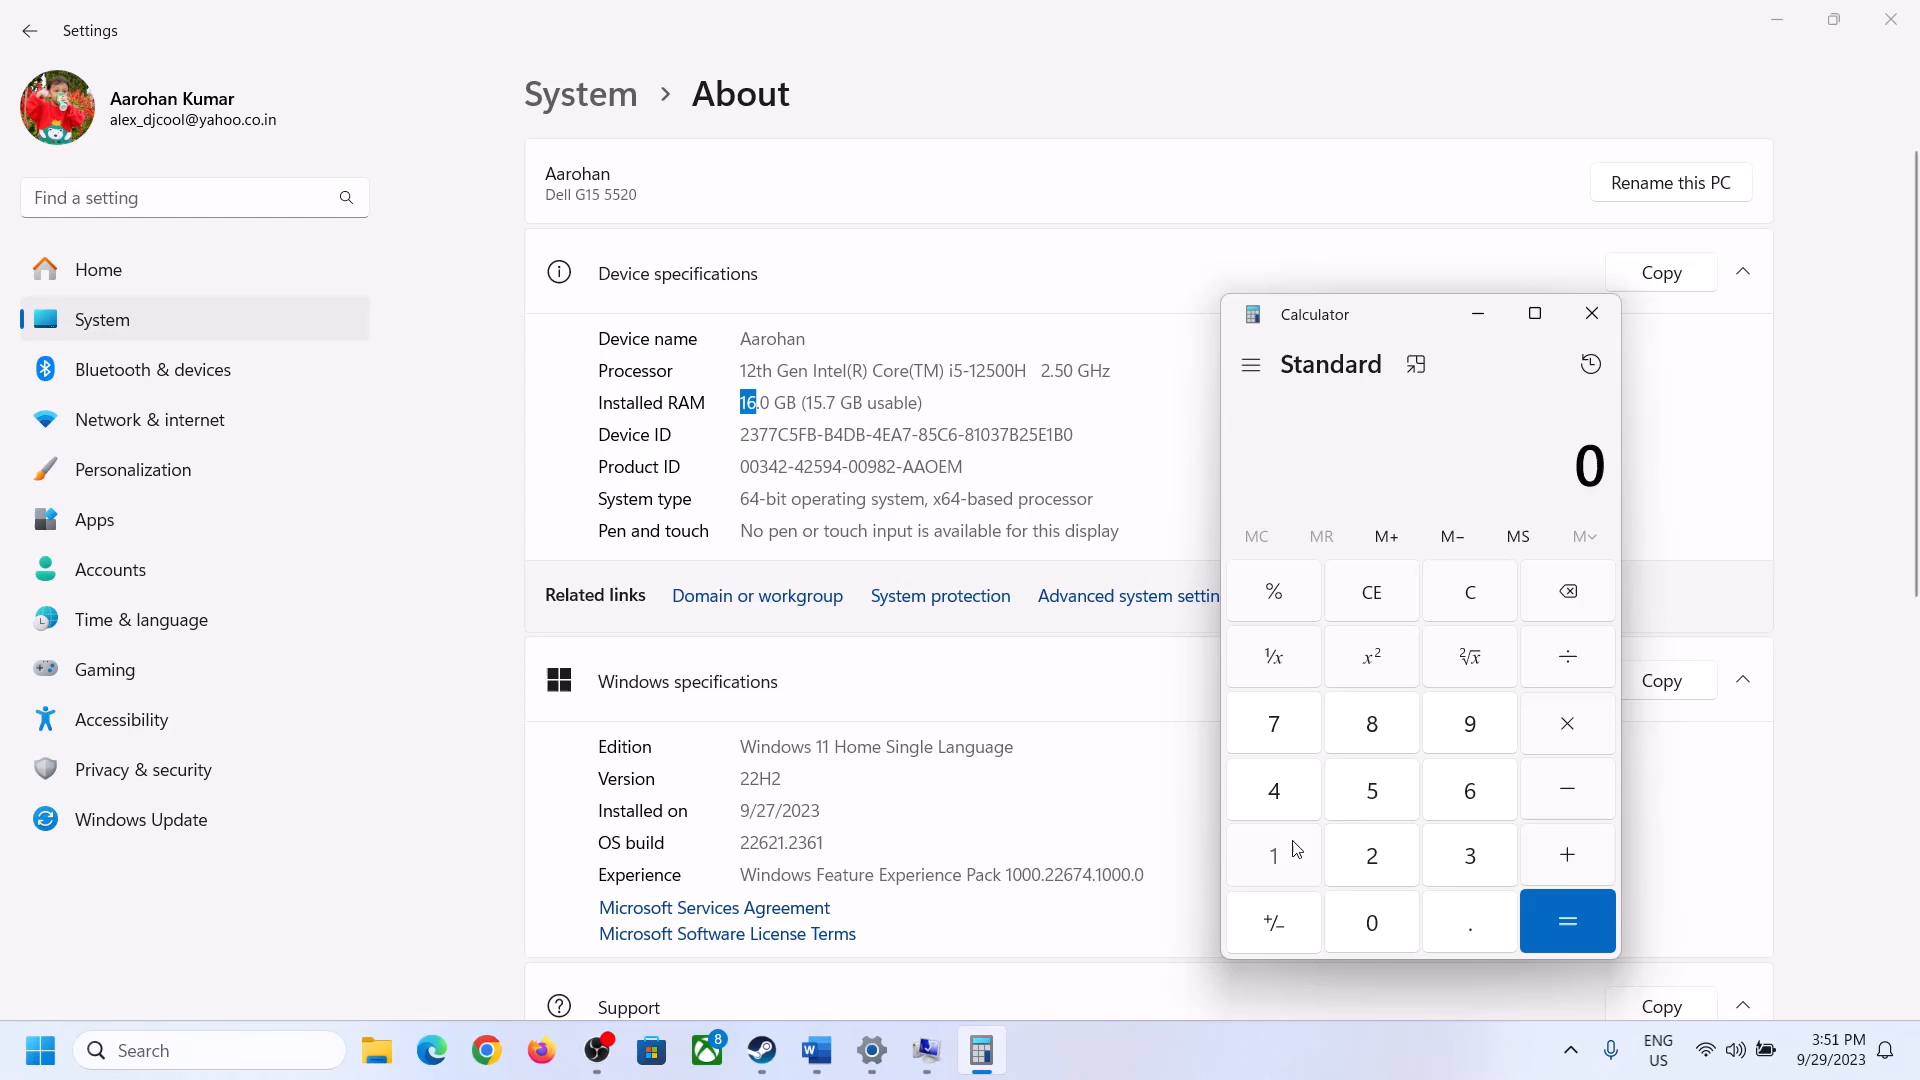 Settings
Aarohan Kumar
alex_djcool@yahoo.co.in
Find a setting
Home
System
Bluetooth & devices
Network & internet
Personalization
Apps
Accounts
Time & language
Gaming
Accessibility
Privacy & security
Windows Update
System > About
Aarohan
Dell G15 5520
Rename this PC
Device specifications
Copy
Device name Aarohan
Processor 12th Gen Intel(R) Core(TM) i5-12500H 2.50 GHz
Installed RAM 16.0 GB (15.7 GB usable)
Device ID 2377C5FB-B4DB-4EA7-85C6-81037B25E1B0
Product ID 00342-42594-00982-AAOEM
System type 64-bit operating system, x64-based processor
Pen and touch No pen or touch input is available for this display
Related links Domain or workgroup System protection Advanced system settin
Windows specifications
Copy
Edition Windows 11 Home Single Language
Version 22H2
Installed on 9/27/2023
OS build 22621.2361
Experience Windows Feature Experience Pack 1000.22674.1000.0
Microsoft Services Agreement
Microsoft Software License Terms
Support
Copy
Calculator
Standard
0
MC MR M+ M− MS M
% CE C
¹/x x² ²√x ÷
7 8 9 ×
4 5 6 −
1 2 3 +
+/− 0 . =
Search
8
ENG
US
3:51 PM
9/29/2023